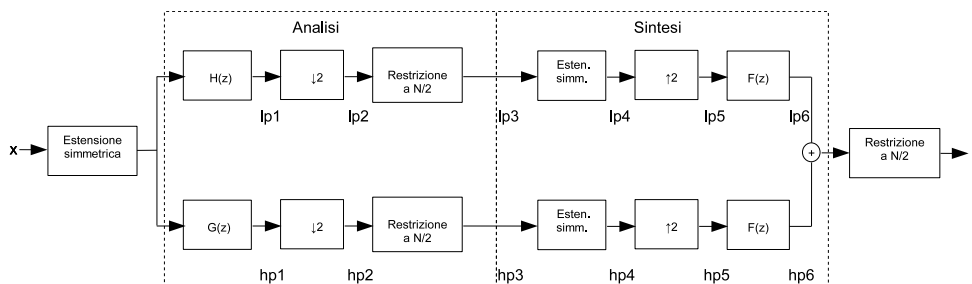 Analisi
Sintesi
H(z)
↓2
Restrizione
a N/2
Esten.
simm.
↑2
F(z)
lp1
lp2
lp3
lp4
lp5
lp6
x
Estensione
simmetrica
+
Restrizione
a N/2
G(z)
↓2
Restrizione
a N/2
Esten.
simm.
↑2
F(z)
hp1
hp2
hp3
hp4
hp5
hp6